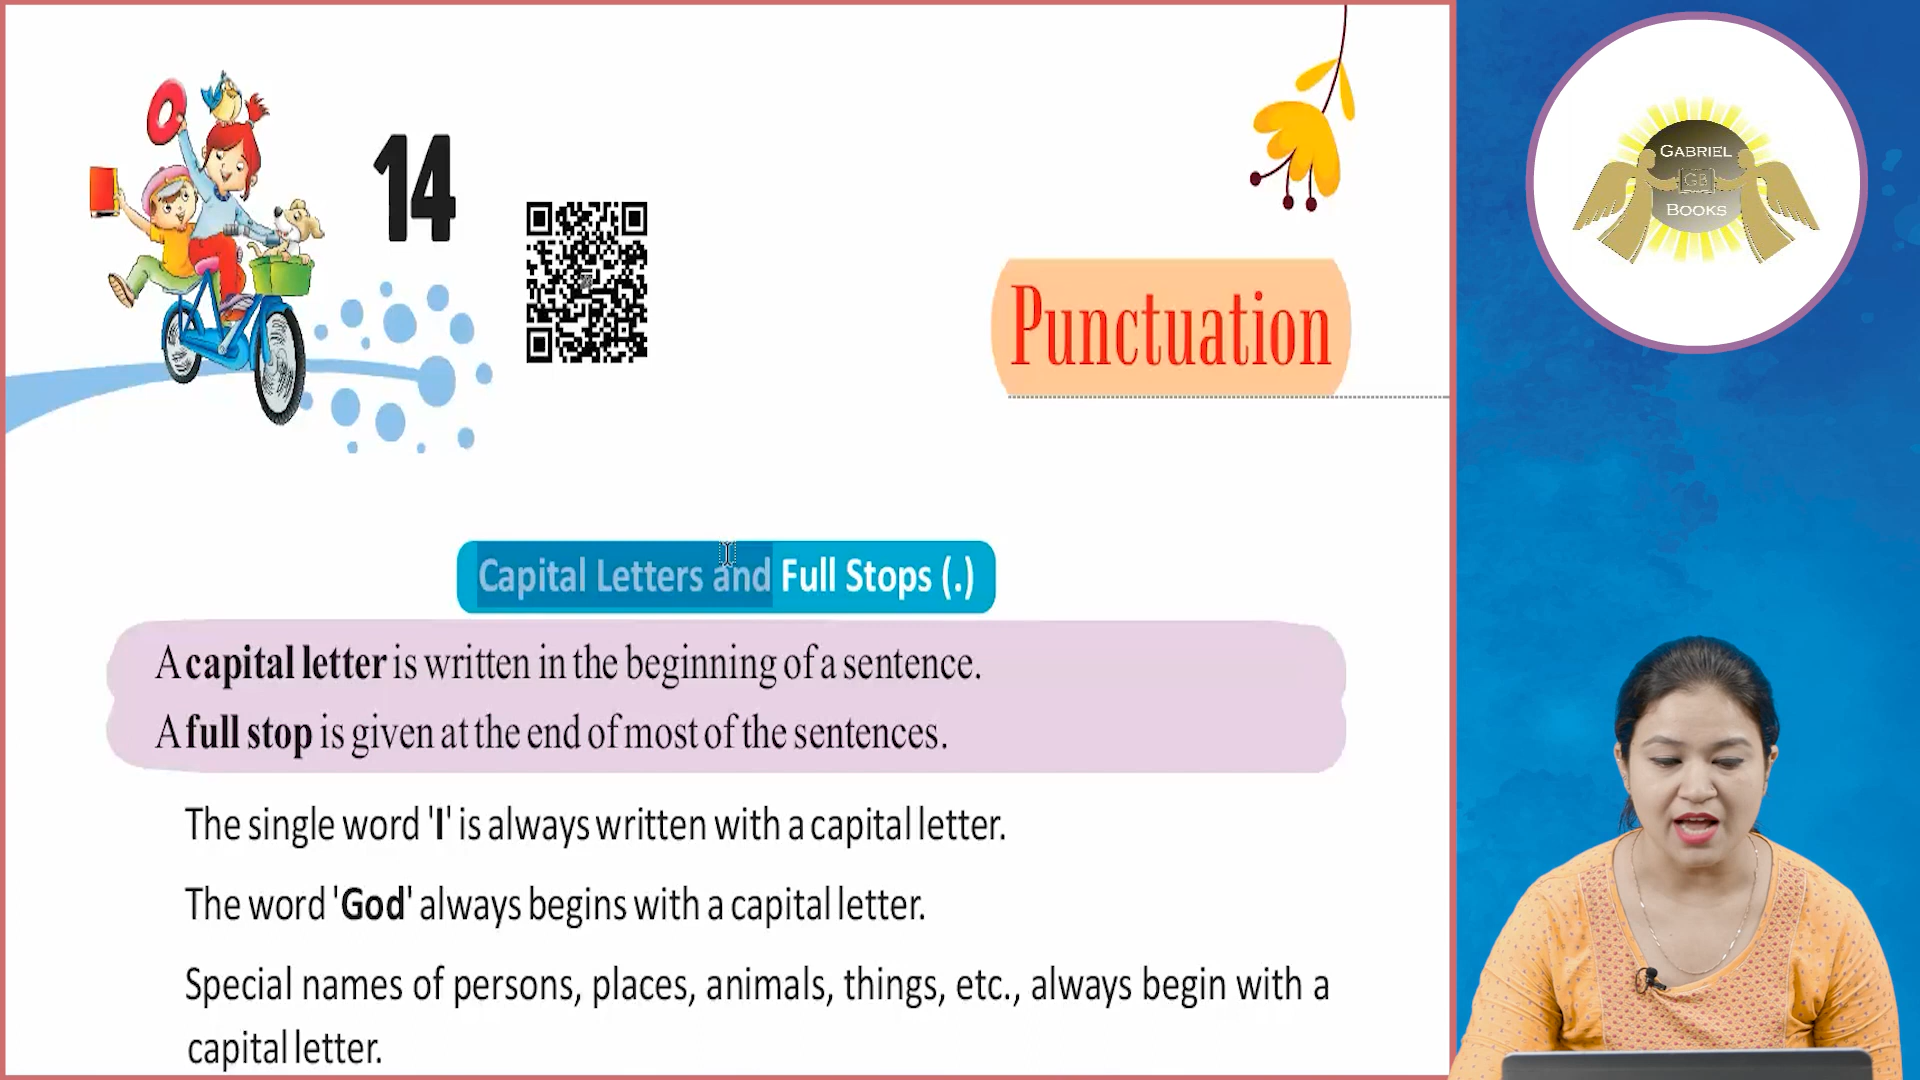 14
Punctuation
GABRIEL
GB
BOOKS
Capital Letters and Full Stops (.)
A capital letter is written in the beginning of a sentence.
A full stop is given at the end of most of the sentences.
The single word 'I' is always written with a capital letter.
The word 'God' always begins with a capital letter.
Special names of persons, places, animals, things, etc., always begin with a
capital letter.